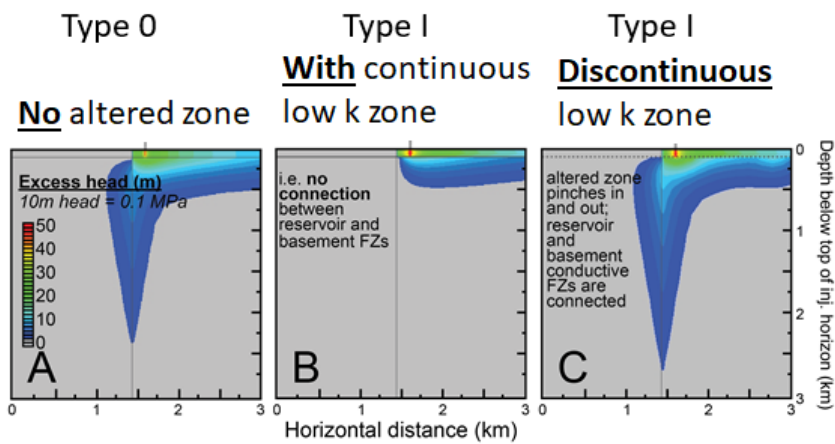 Type 0
No altered zone
Type I
With continuous
low k zone
Type I
Discontinuous
low k zone
Excess head (m)
10m head = 0.1 MPa
50
40
30
20
10
0
A
0
1
2
3
i.e. no
connection
between
reservoir and
basement FZs
B
0
1
2
3
altered zone
pinches in
and out;
reservoir
and
basement
conductive
FZs are
connected
C
0
1
2
3
0
1
2
3
Depth below top of inj. horizon (km)
Horizontal distance (km)